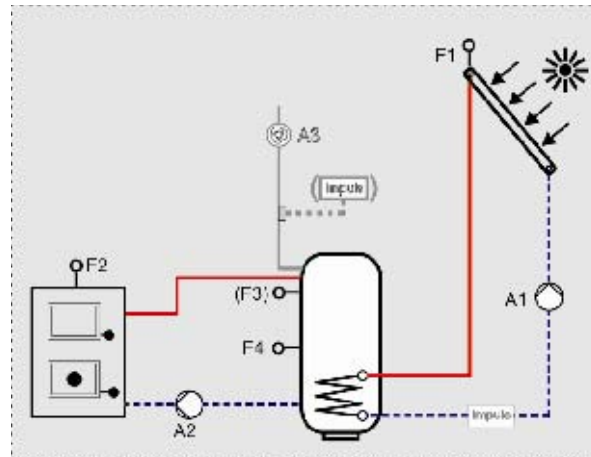 F1
A3
(Impuls)
F2
(F3)
A1
F4
Impuls
A2